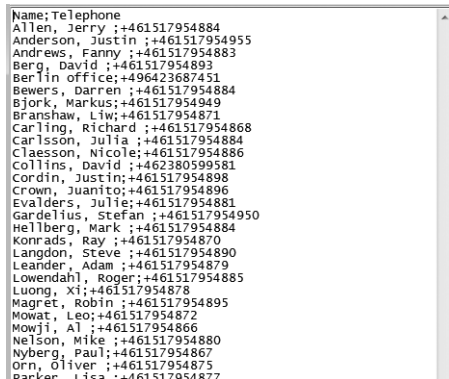 Name;Telephone
Allen, Jerry ;+461517954884
Anderson, Justin ;+461517954955
Andrews, Fanny ;+461517954883
Berg, David ;+461517954893
Berlin office;+496423687451
Bewers, Darren ;+461517954884
Bjork, Markus;+461517954949
Branshaw, Liw;+461517954871
Carling, Richard ;+461517954868
Carlsson, Julia ;+461517954884
Claesson, Nicole;+461517954886
Collins, David ;+462380599581
Cordin, Justin;+461517954898
Crown, Juanito;+461517954896
Evalders, Julie;+461517954881
Gardelius, Stefan ;+461517954950
Hellberg, Mark ;+461517954884
Konrads, Ray ;+461517954870
Langdon, Steve ;+461517954890
Leander, Adam ;+461517954879
Lowendahl, Roger;+461517954885
Luong, Xi;+461517954878
Magret, Robin ;+461517954895
Mowat, Leo;+461517954872
Mowji, Al ;+461517954866
Nelson, Mike ;+461517954880
Nyberg, Paul;+461517954867
Orn, Oliver ;+461517954875
Parker, Lisa ;+461517954877